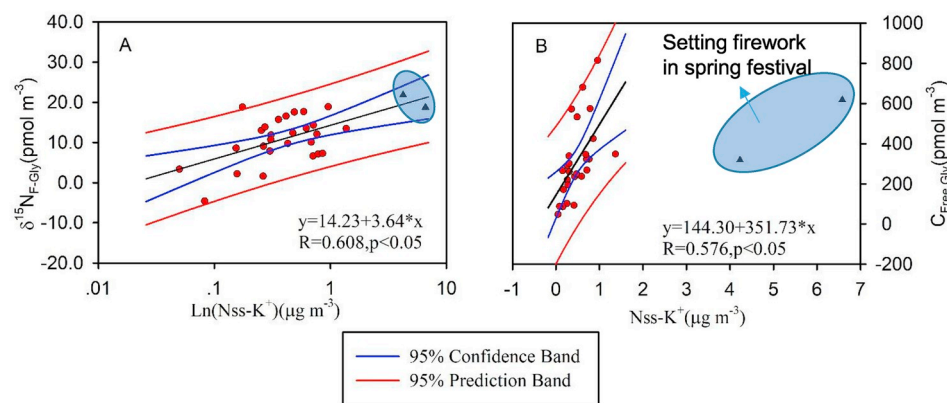 A
40.0
30.0
20.0
10.0
0.0
-10.0
-20.0
δ¹⁵N_F-Gly(pmol m⁻³)
y=14.23+3.64*x
R=0.608,p<0.05
.01 .1 1 10
Ln(Nss-K⁺)(μg m⁻³)
B
Setting firework
in spring festival
1000
800
600
400
200
0
-200
C_Free-Gly(pmol m⁻³)
y=144.30+351.73*x
R=0.576,p<0.05
-1 0 1 2 3 4 5 6 7
Nss-K⁺(μg m⁻³)
95% Confidence Band
95% Prediction Band